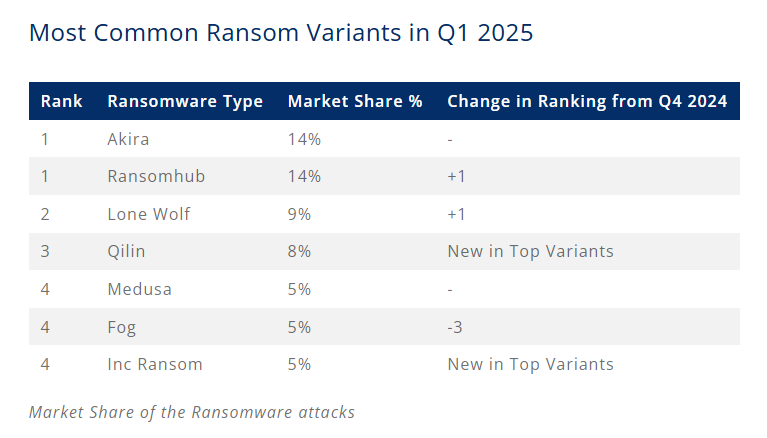 Most Common Ransom Variants in Q1 2025
Rank Ransomware Type Market Share % Change in Ranking from Q4 2024
1 Akira 14% -
1 Ransomhub 14% +1
2 Lone Wolf 9% +1
3 Qilin 8% New in Top Variants
4 Medusa 5% -
4 Fog 5% -3
4 Inc Ransom 5% New in Top Variants
Market Share of the Ransomware attacks